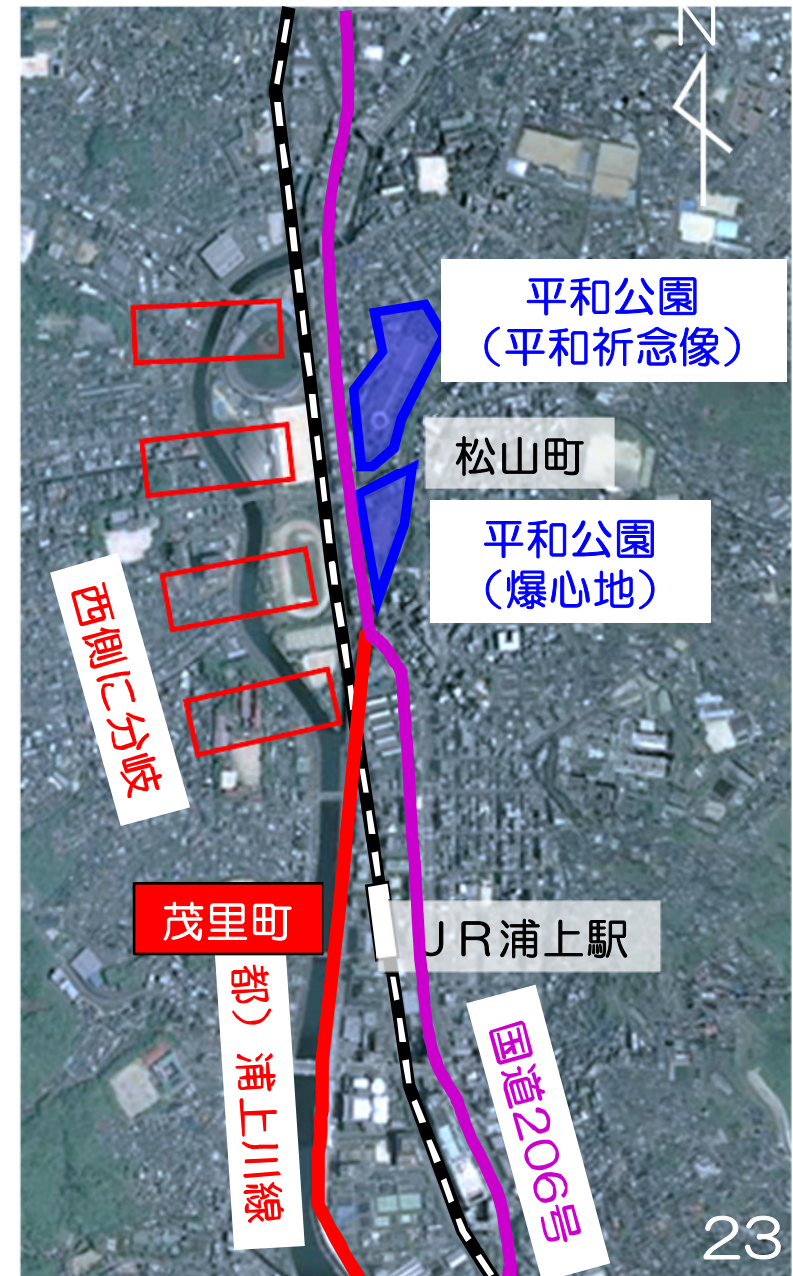 N
平和公園
（平和祈念像）
松山町
平和公園
（爆心地）
西側に分岐
茂里町
ＪＲ浦上駅
都）浦上川線
国道206号
23